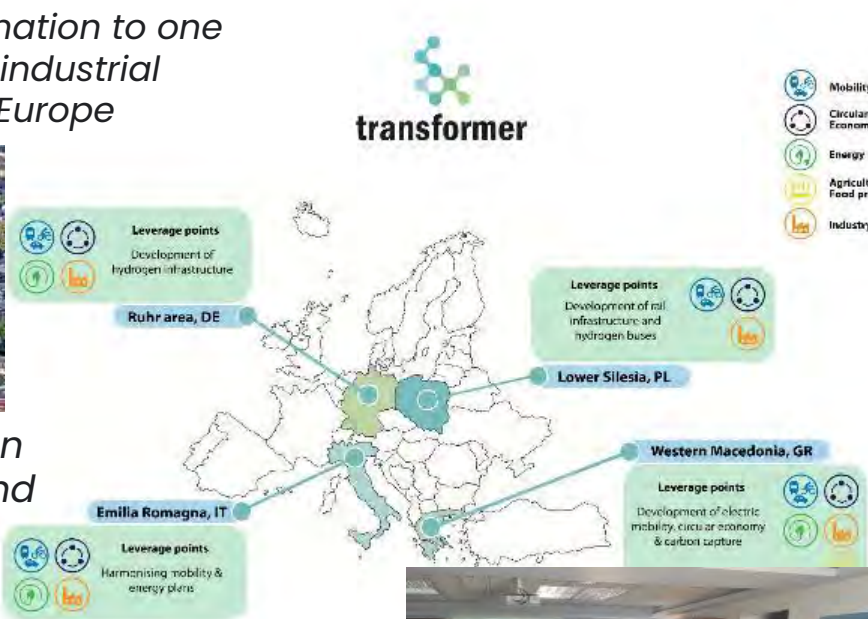 nation to one
industrial
Europe
transformer
Mobility
Circular
Econom
Energy
Agricult
Food pr
Industry
Leverage points
Development of
hydrogen infrastructure
Ruhr area, DE
Leverage points
Development of rail
infrastructure and
hydrogen buses
Lower Silesia, PL
n
nd
Emilia Romagna, IT
Leverage points
Harmonising mobility &
energy plans
Western Macedonia, GR
Leverage points
Development of electric
mobility, circular economy
& carbon capture